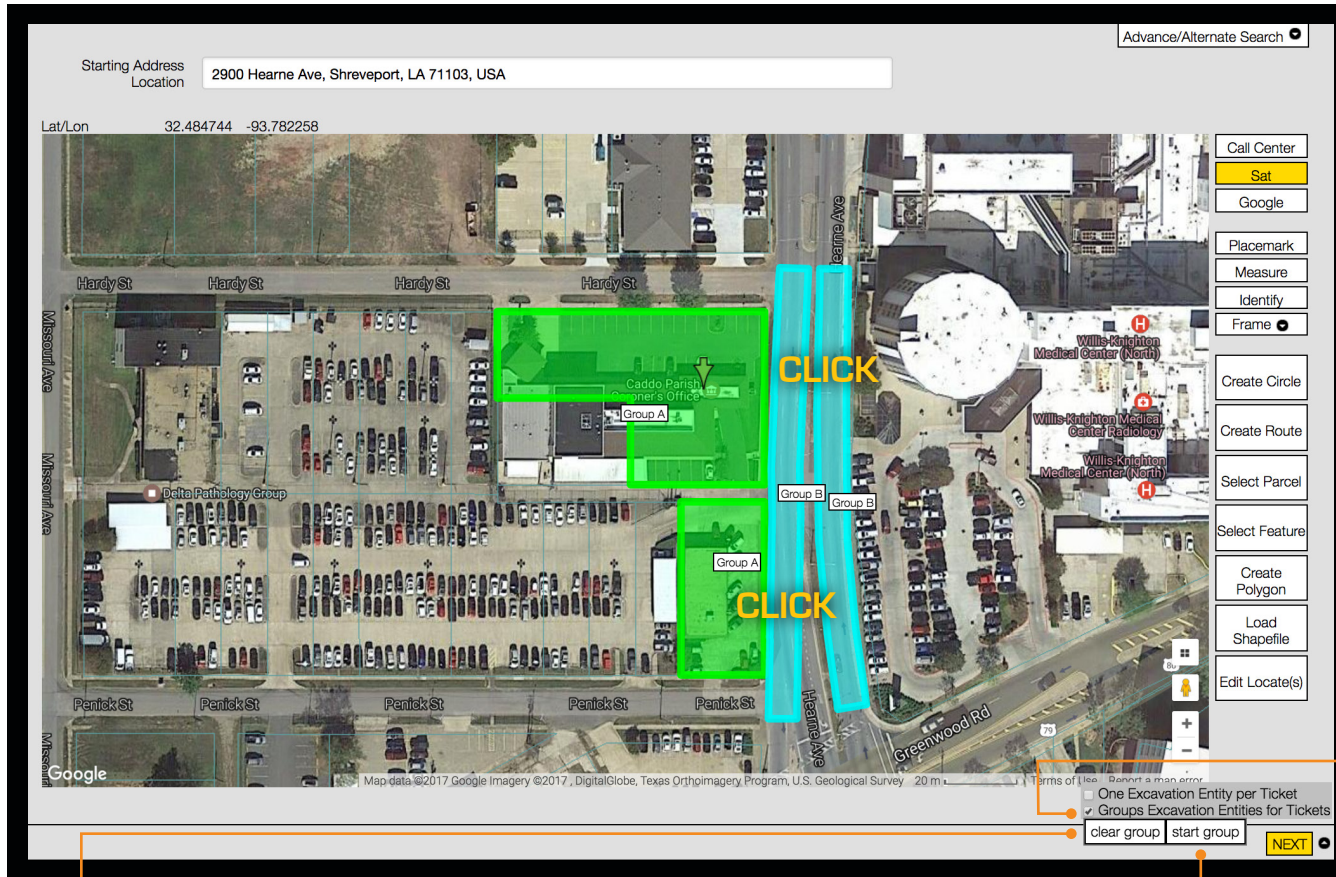 Advance/Alternate Search
Starting Address
Location
2900 Hearne Ave, Shreveport, LA 71103, USA
Lat/Lon 32.484744 -93.782258
Call Center
Sat
Google
Placemark
Measure
Identify
Frame
Create Circle
Create Route
Select Parcel
Select Feature
Create
Polygon
Load
Shapefile
Edit Locate(s)
Hearne Ave
Hardy St
Hardy St
Hardy St
Hardy St
Missouri Ave
Willis-Knighton
Medical Center (North)
CLICK
Caddo Parish
Coroner's Office
Group A
Willis-Knighton Medical
Center Radiology
Willis-Knighton
Medical Center (North)
Missouri Ave
Delta Pathology Group
Group B
Group B
Group A
CLICK
Penick St
Penick St
Penick St
Penick St
Penick St
Hearne Ave
Greenwood Rd
79
Google
Map data ©2017 Google Imagery ©2017 , DigitalGlobe, Texas Orthoimagery Program, U.S. Geological Survey 20 m Terms of Use Report a map error
One Excavation Entity per Ticket
Groups Excavation Entities for Tickets
clear group start group
NEXT